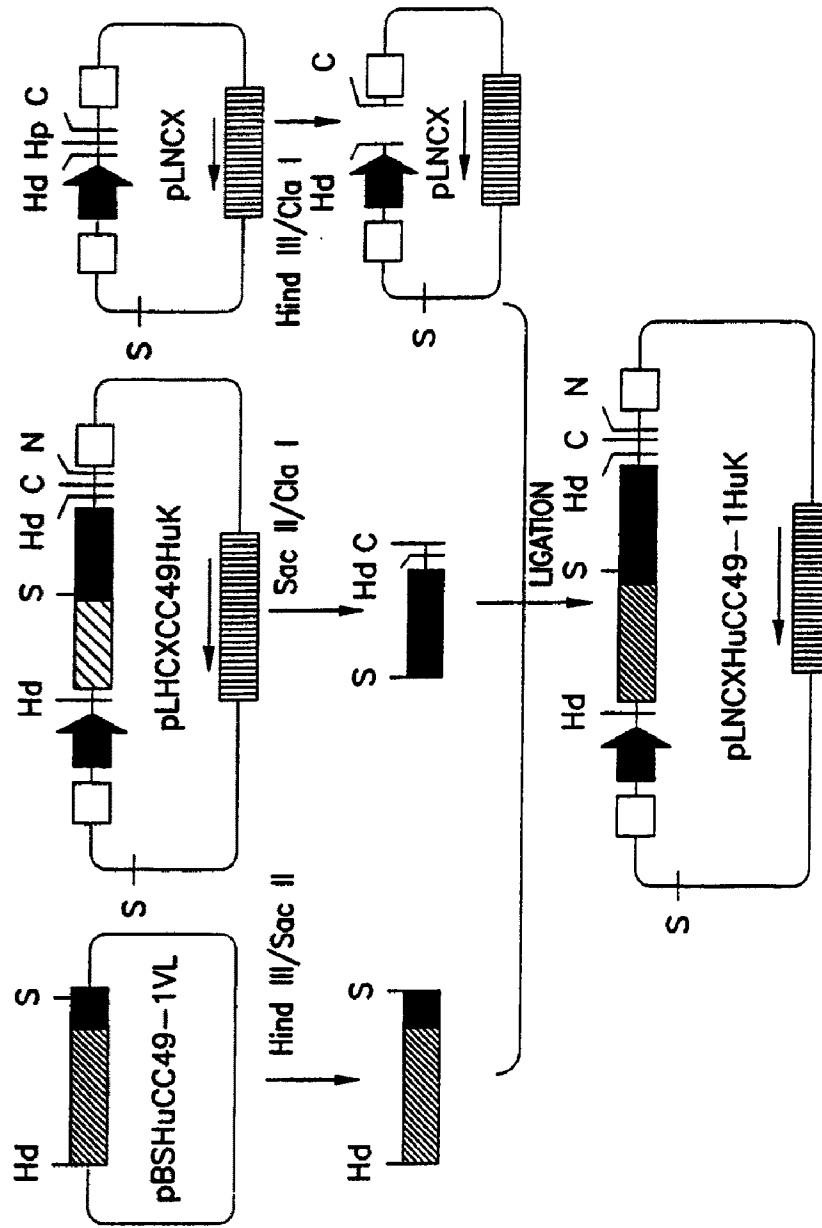 Hd S
pBSHuCC49-1VL
Hind III/Sac II
Hd S
S Hd S Hd C N
pLHCXCC49HuK
Sac II/Cla I
S Hd C
S Hd Hp C
pLNCX
Hind III/Cla I
S Hd C
pLNCX
LIGATION
S Hd S Hd C N
pLNCXHuCC49-1HuK